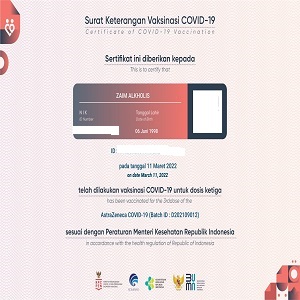 Surat Keterangan Vaksinasi COVID-19
Certificate of COVID-19 Vaccination
Sertifikat ini diberikan kepada
This is to certify that
ZAIM ALKHOLIS
N I K
Tanggal Lahir
ID Number
Date of Birth
06 Juni 1998
ID:
pada tanggal 11 Maret 2022
on date March 11, 2022
telah dilakukan vaksinasi COVID-19 untuk dosis ketiga
has been vaccinated for the 3rddose of the
AstraZeneca COVID-19 (Batch ID : D202109012)
sesuai dengan Peraturan Menteri Kesehatan Republik Indonesia
in accordance with the health regulation of Republic of Indonesia